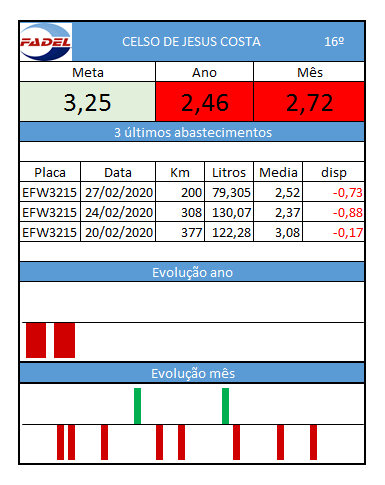 FADEL CELSO DE JESUS COSTA 16º
Meta Ano Mês
3,25 2,46 2,72
3 últimos abastecimentos
Placa Data Km Litros Media disp
EFW3215 27/02/2020 200 79,305 2,52 -0,73
EFW3215 24/02/2020 308 130,07 2,37 -0,88
EFW3215 20/02/2020 377 122,28 3,08 -0,17
Evolução ano
Evolução mês